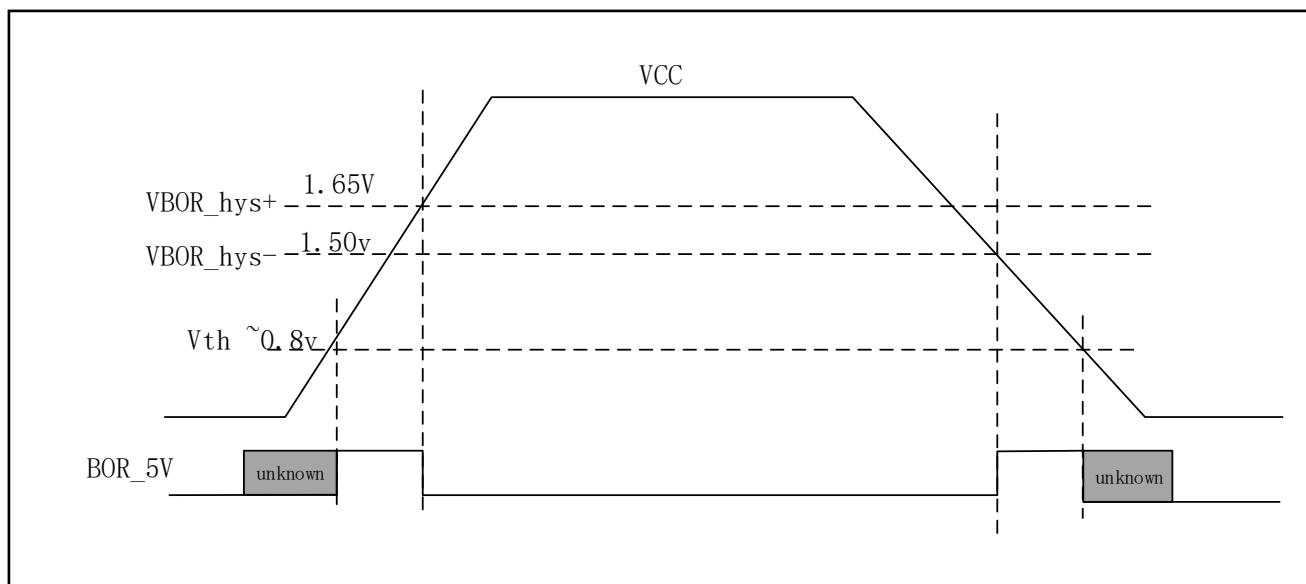 VCC
1.65V
VBOR_hys+
1.50v
VBOR_hys-
Vth ~0.8v
BOR_5V
unknown
unknown